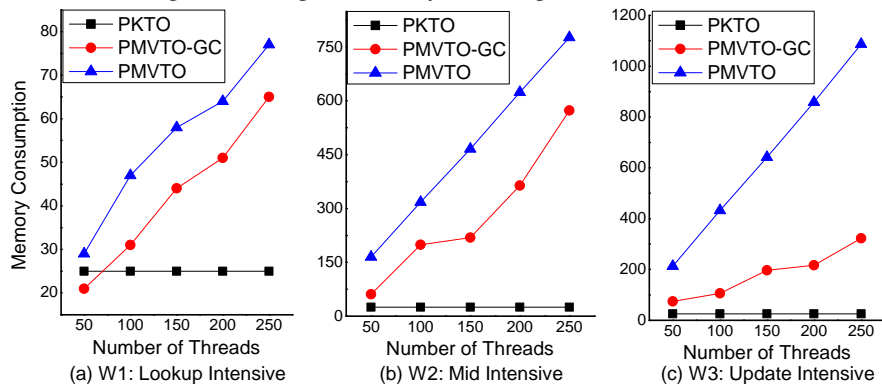 PKTO
PMVTO-GC
PMVTO
80
70
60
50
40
30
20
Memory Consumption
50 100 150 200 250
Number of Threads
(a) W1: Lookup Intensive
PKTO
PMVTO-GC
PMVTO
750
600
450
300
150
0
50 100 150 200 250
Number of Threads
(b) W2: Mid Intensive
PKTO
PMVTO-GC
PMVTO
1200
1000
800
600
400
200
0
50 100 150 200 250
Number of Threads
(c) W3: Update Intensive